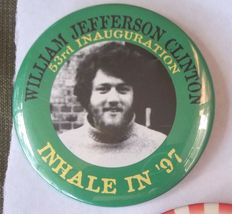 WILLIAM JEFFERSON CLINTON
53rd INAUGURATION
INHALE IN '97